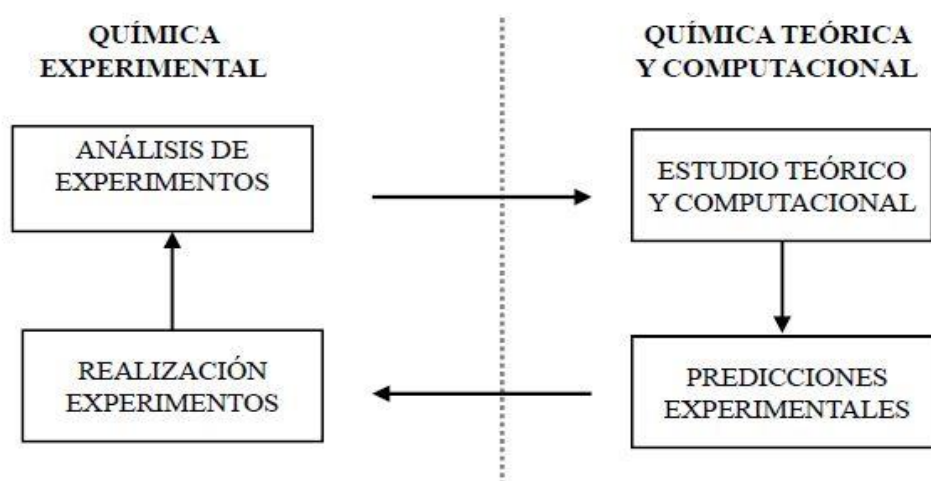 QUÍMICA
EXPERIMENTAL
QUÍMICA TEÓRICA
Y COMPUTACIONAL
ANÁLISIS DE
EXPERIMENTOS
ESTUDIO TEÓRICO
Y COMPUTACIONAL
REALIZACIÓN
EXPERIMENTOS
PREDICCIONES
EXPERIMENTALES